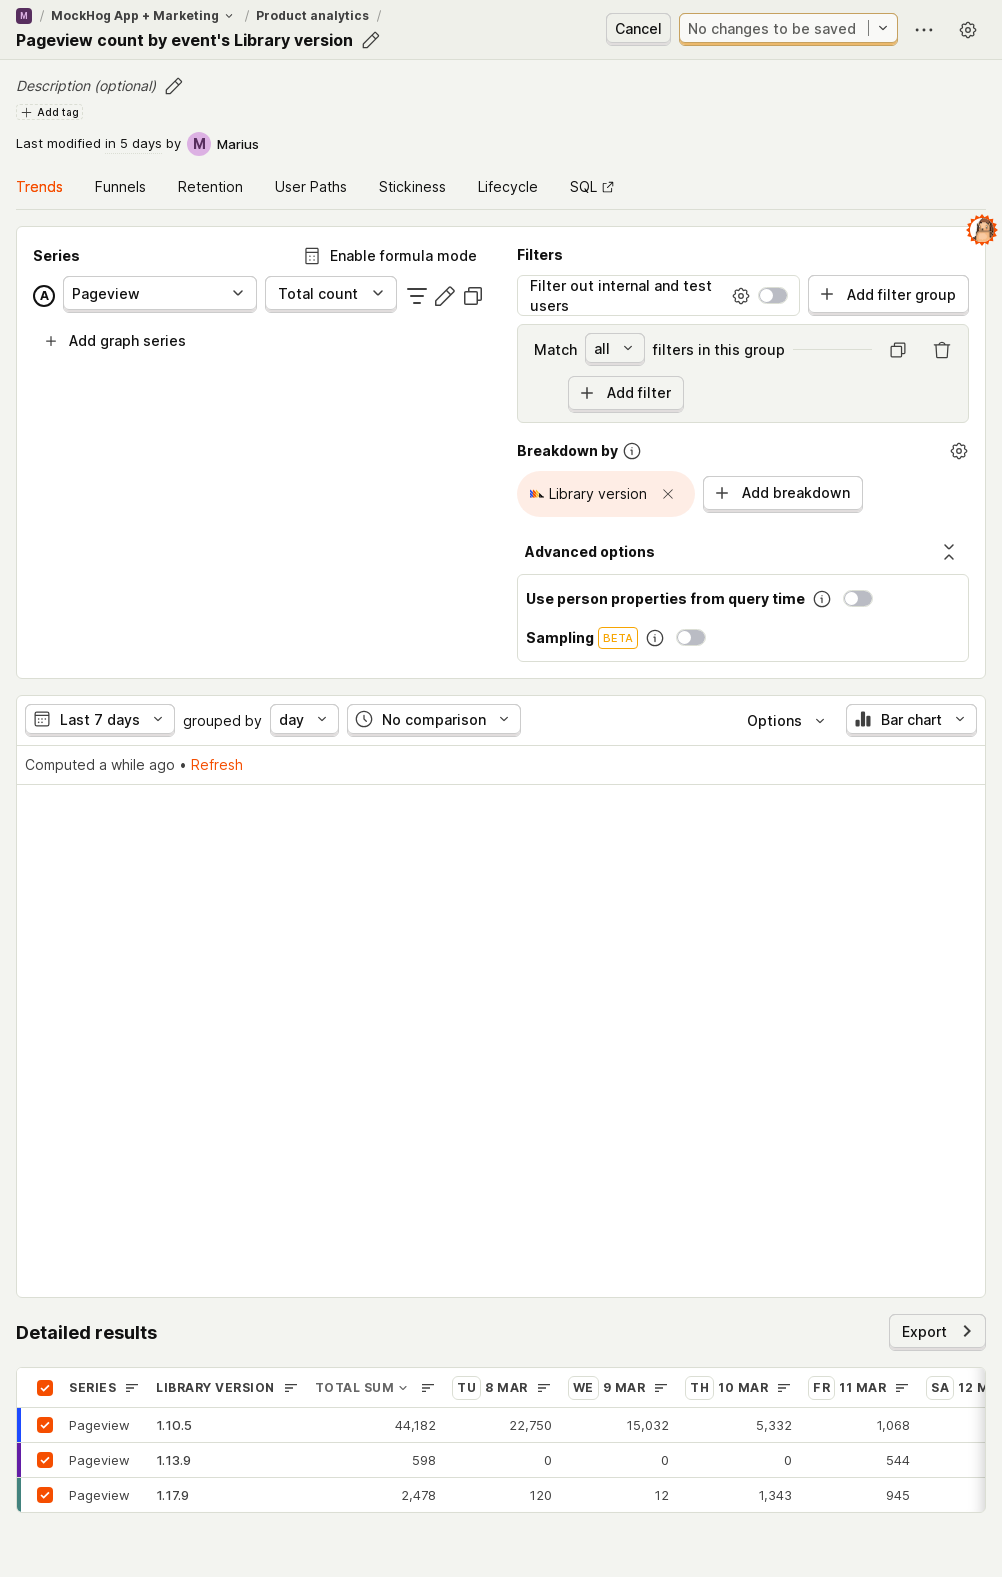 M / MockHog App + Marketing / Product analytics /
Pageview count by event's Library version
Cancel
No changes to be saved
Description (optional)
Add tag
Last modified in 5 days by M Marius
Trends Funnels Retention User Paths Stickiness Lifecycle SQL
Series
Enable formula mode
A Pageview Total count
Add graph series
Filters
Filter out internal and test
users
Add filter group
Match all filters in this group
Add filter
Breakdown by
Library version
Add breakdown
Advanced options
Use person properties from query time
Sampling BETA
Last 7 days grouped by day No comparison Options Bar chart
Computed a while ago • Refresh
Detailed results
Export
SERIES LIBRARY VERSION TOTAL SUM TU 8 MAR WE 9 MAR TH 10 MAR FR 11 MAR SA 12 M
Pageview 1.10.5 44,182 22,750 15,032 5,332 1,068
Pageview 1.13.9 598 0 0 0 544
Pageview 1.17.9 2,478 120 12 1,343 945